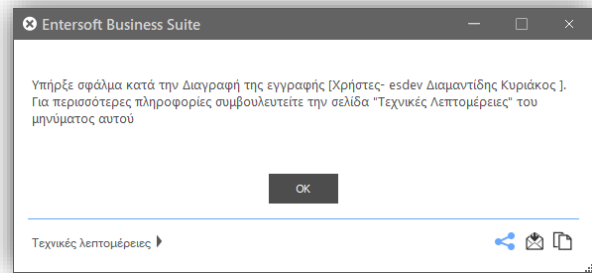 Entersoft Business Suite
Υπήρξε σφάλμα κατά την Διαγραφή της εγγραφής [Χρήστες- esdev Διαμαντίδης Κυριάκος ].
Για περισσότερες πληροφορίες συμβουλευτείτε την σελίδα "Τεχνικές Λεπτομέρειες" του
μηνύματος αυτού
OK
Τεχνικές λεπτομέρειες